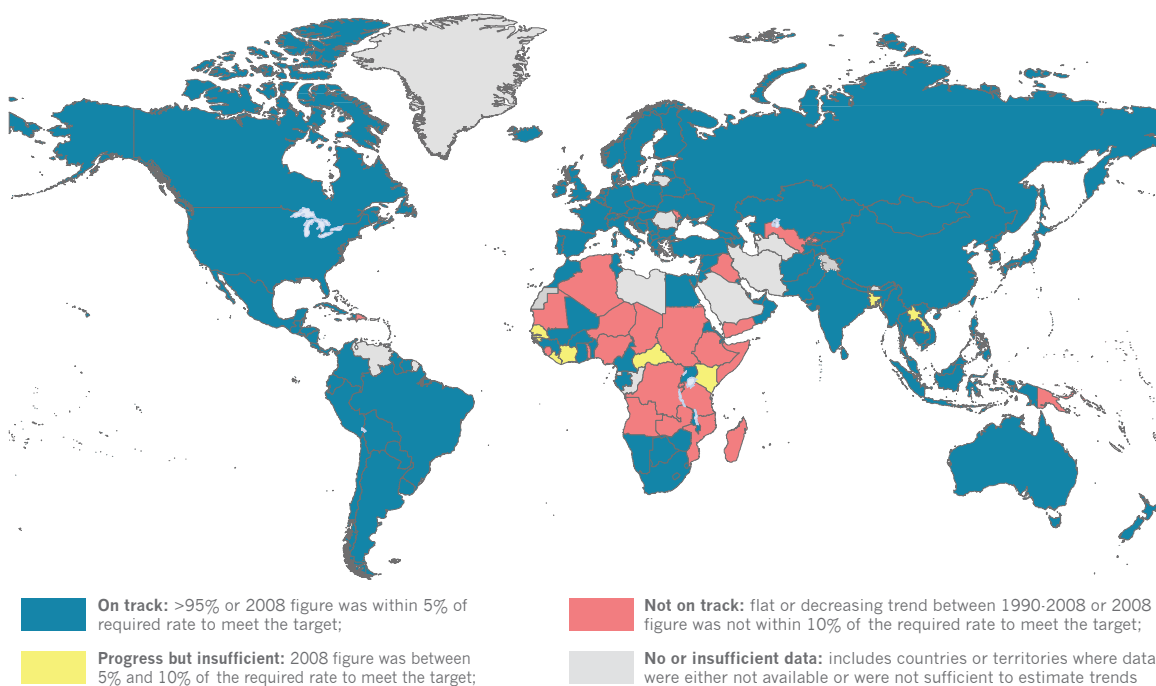 On track: >95% or 2008 figure was within 5% of
required rate to meet the target;
Progress but insufficient: 2008 figure was between
5% and 10% of the required rate to meet the target;
Not on track: flat or decreasing trend between 1990-2008 or 2008
figure was not within 10% of the required rate to meet the target;
No or insufficient data: includes countries or territories where data
were either not available or were not sufficient to estimate trends